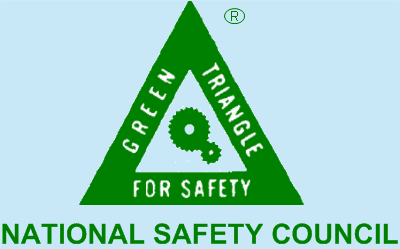 ®
GREEN
TRIANGLE
FOR SAFETY
NATIONAL SAFETY COUNCIL